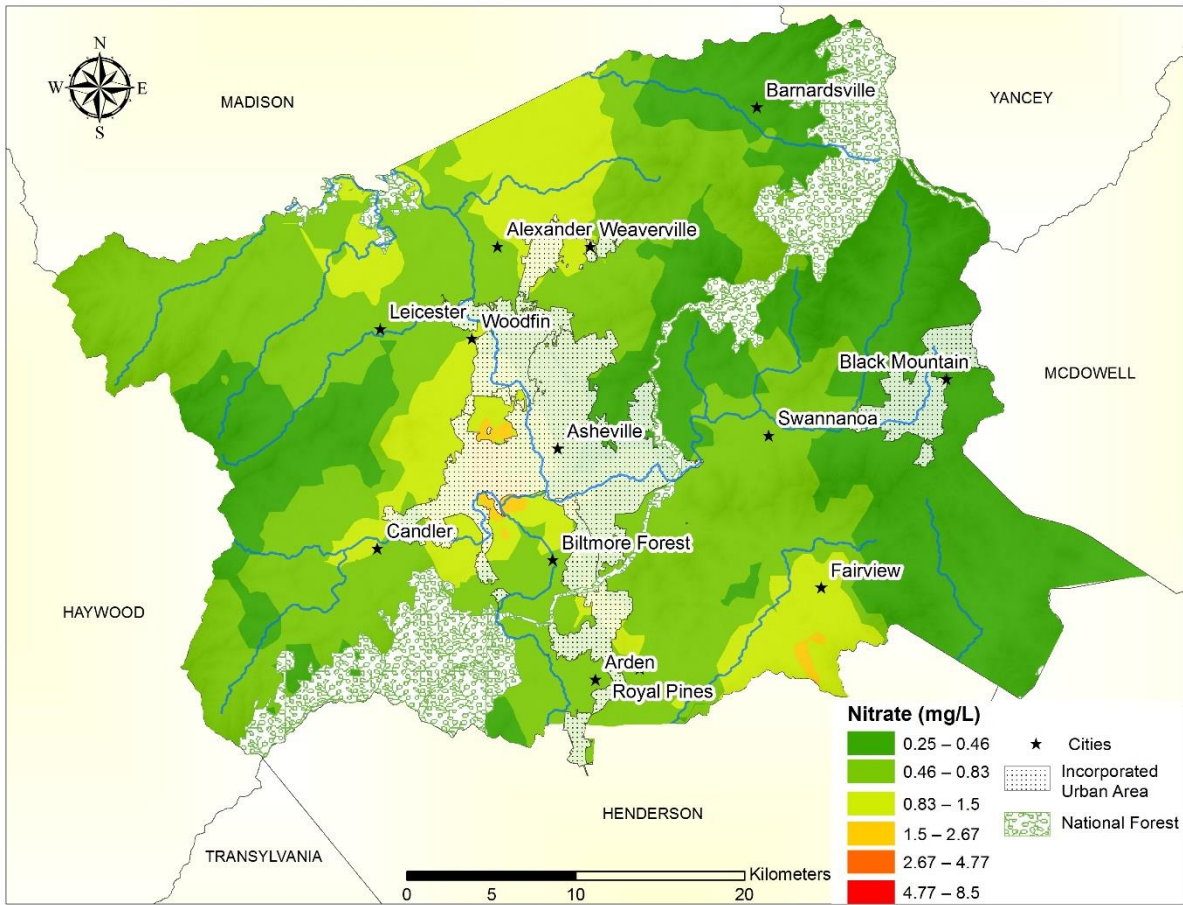 N
W
E
S
MADISON
YANCEY
Barnardsville
Alexander
Weaverville
Leicester
Woodfin
Black Mountain
MCDOWELL
Swannanoa
Asheville
Candler
Biltmore Forest
Fairview
HAYWOOD
Arden
Royal Pines
HENDERSON
TRANSYLVANIA
Nitrate (mg/L)
0.25 – 0.46
0.46 – 0.83
0.83 – 1.5
1.5 – 2.67
2.67 – 4.77
4.77 – 8.5
Cities
Incorporated
Urban Area
National Forest
Kilometers
0
5
10
20